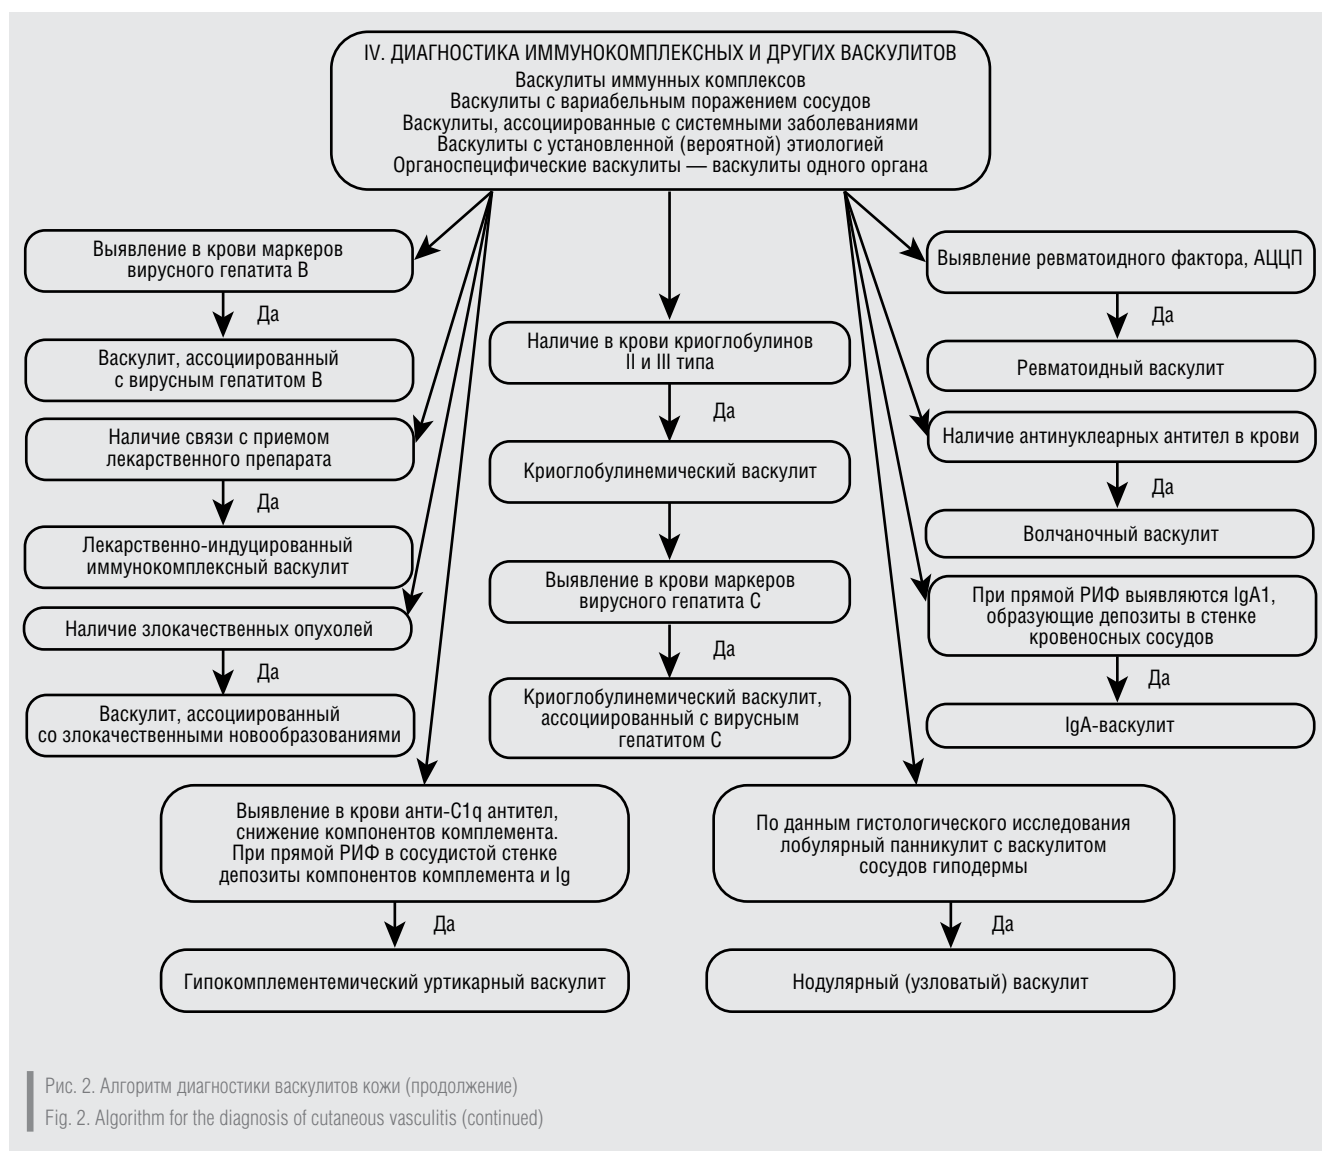 IV. ДИАГНОСТИКА ИММУНОКОМПЛЕКСНЫХ И ДРУГИХ ВАСКУЛИТОВ
Васкулиты иммунных комплексов
Васкулиты с вариабельным поражением сосудов
Васкулиты, ассоциированные с системными заболеваниями
Васкулиты с установленной (вероятной) этиологией
Органоспецифические васкулиты — васкулиты одного органа
Выявление в крови маркеров
вирусного гепатита В
Да
Васкулит, ассоциированный
с вирусным гепатитом В
Наличие связи с приемом
лекарственного препарата
Да
Лекарственно-индуцированный
иммунокомплексный васкулит
Наличие злокачественных опухолей
Да
Васкулит, ассоциированный
со злокачественными новообразованиями
Наличие в крови криоглобулинов
II и III типа
Да
Криоглобулинемический васкулит
Выявление в крови маркеров
вирусного гепатита С
Да
Криоглобулинемический васкулит,
ассоциированный с вирусным
гепатитом С
Выявление ревматоидного фактора, АЦЦП
Да
Ревматоидный васкулит
Наличие антинуклеарных антител в крови
Да
Волчаночный васкулит
При прямой РИФ выявляются IgA1,
образующие депозиты в стенке
кровеносных сосудов
Да
IgA-васкулит
Выявление в крови анти-C1q антител,
снижение компонентов комплемента.
При прямой РИФ в сосудистой стенке
депозиты компонентов комплемента и Ig
Да
Гипокомплементемический уртикарный васкулит
По данным гистологического исследования
лобулярный панникулит с васкулитом
сосудов гиподермы
Да
Нодулярный (узловатый) васкулит
Рис. 2. Алгоритм диагностики васкулитов кожи (продолжение)
Fig. 2. Algorithm for the diagnosis of cutaneous vasculitis (continued)